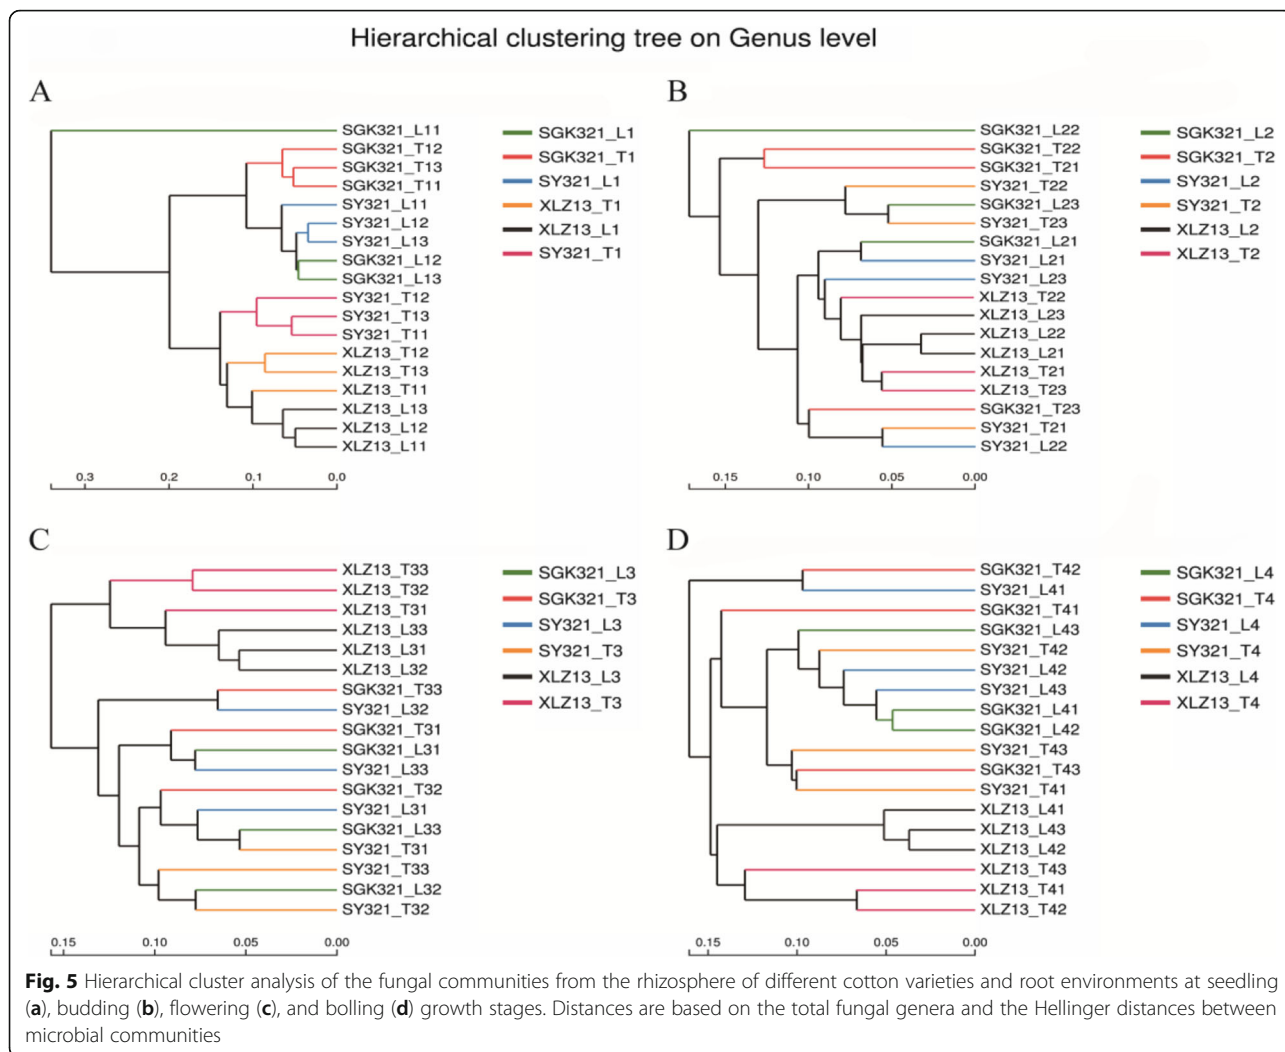 Hierarchical clustering tree on Genus level
A
SGK321_L11
SGK321_T12
SGK321_T13
SGK321_T11
SY321_L11
SY321_L12
SY321_L13
SGK321_L12
SGK321_L13
SY321_T12
SY321_T13
SY321_T11
XLZ13_T12
XLZ13_T13
XLZ13_T11
XLZ13_L13
XLZ13_L12
XLZ13_L11
SGK321_L1
SGK321_T1
SY321_L1
XLZ13_T1
XLZ13_L1
SY321_T1
0.3 0.2 0.1 0.0
B
SGK321_L22
SGK321_T22
SGK321_T21
SY321_T22
SGK321_L23
SY321_T23
SGK321_L21
SY321_L21
SY321_L23
XLZ13_T22
XLZ13_L23
XLZ13_L22
XLZ13_L21
XLZ13_T21
XLZ13_T23
SGK321_T23
SY321_T21
SY321_L22
SGK321_L2
SGK321_T2
SY321_L2
SY321_T2
XLZ13_L2
XLZ13_T2
0.15 0.10 0.05 0.00
C
XLZ13_T33
XLZ13_T32
XLZ13_T31
XLZ13_L33
XLZ13_L31
XLZ13_L32
SGK321_T33
SY321_L32
SGK321_T31
SGK321_L31
SY321_L33
SGK321_T32
SY321_L31
SGK321_L33
SY321_T31
SY321_T33
SGK321_L32
SY321_T32
SGK321_L3
SGK321_T3
SY321_L3
SY321_T3
XLZ13_L3
XLZ13_T3
0.15 0.10 0.05 0.00
D
SGK321_T42
SY321_L41
SGK321_T41
SGK321_L43
SY321_T42
SY321_L42
SY321_L43
SGK321_L41
SGK321_L42
SY321_T43
SGK321_T43
SY321_T41
XLZ13_L41
XLZ13_L43
XLZ13_L42
XLZ13_T43
XLZ13_T41
XLZ13_T42
SGK321_L4
SGK321_T4
SY321_L4
SY321_T4
XLZ13_L4
XLZ13_T4
0.15 0.10 0.05 0.00
Fig. 5 Hierarchical cluster analysis of the fungal communities from the rhizosphere of different cotton varieties and root environments at seedling
(a), budding (b), flowering (c), and bolling (d) growth stages. Distances are based on the total fungal genera and the Hellinger distances between
microbial communities